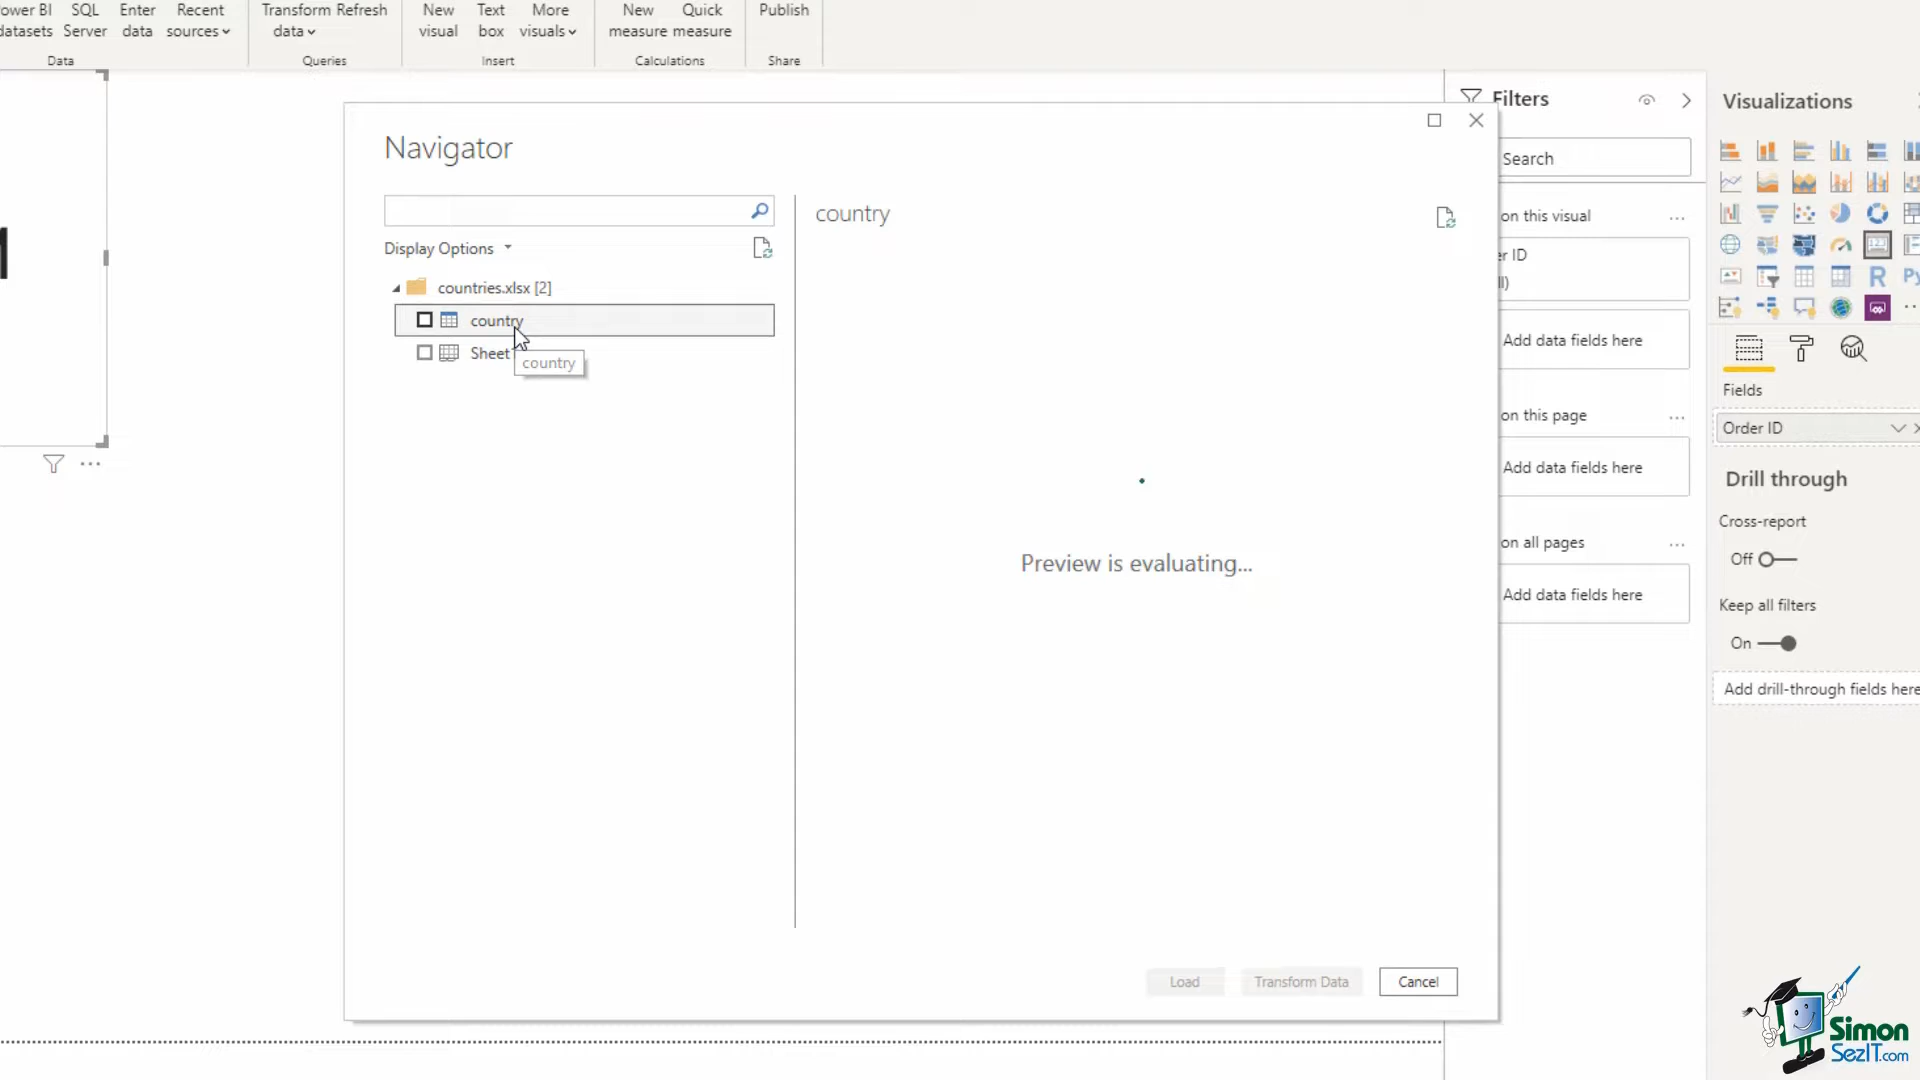 ower BI
SQL
Enter
Recent
Transform Refresh
New
Text
More
New
Quick
Publish
datasets
Server
data
sources
data
visual
box
visuals
measure measure
Data
Queries
Insert
Calculations
Share
Navigator
Display Options
countries.xlsx [2]
country
Sheet
country
country
Preview is evaluating...
Load
Transform Data
Cancel
Filters
Search
on this visual
er ID
ll)
Add data fields here
on this page
Add data fields here
on all pages
Add data fields here
Visualizations
123
R
Py
Fields
Order ID
Drill through
Cross-report
Off
Keep all filters
On
Add drill-through fields here
Simon
SezIT.com